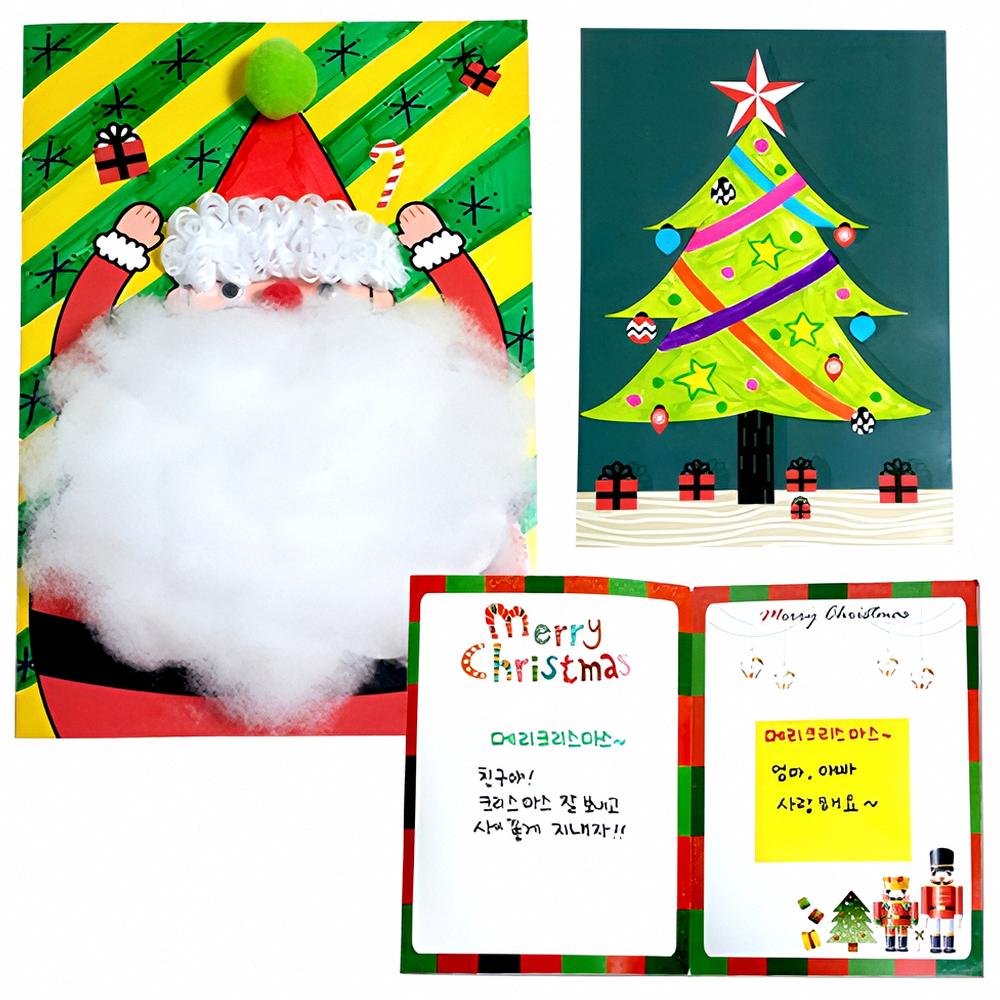 Merry
Christmas
메리크리스마스~
친구야!
크리스마스 잘 보내고
사이좋게 지내자!!
Merry Christmas
메리크리스마스~
엄마, 아빠
사랑해요~